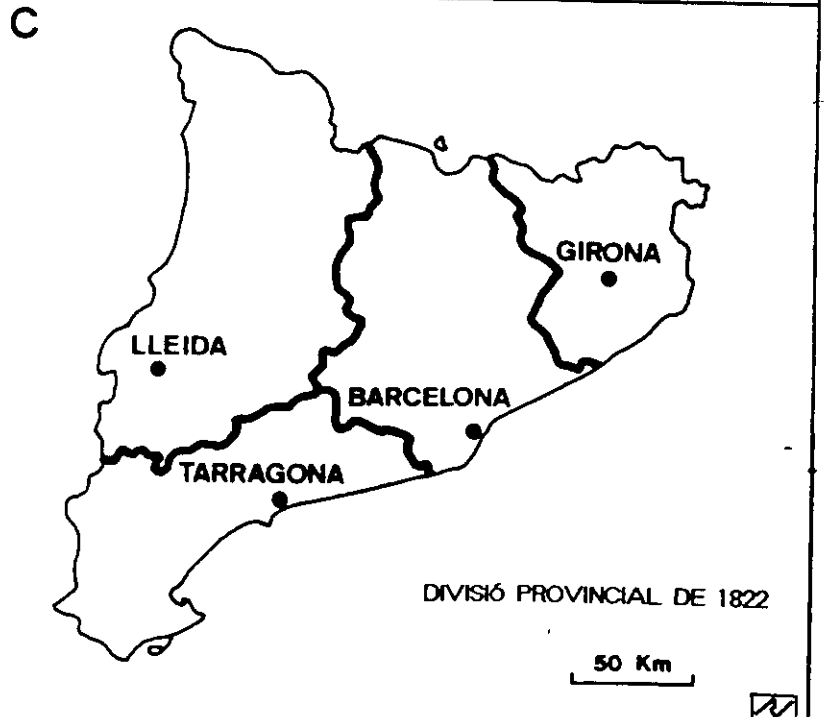 C
GIRONA
LLEIDA
BARCELONA
TARRAGONA
DIVISIÓ PROVINCIAL DE 1822
50 Km